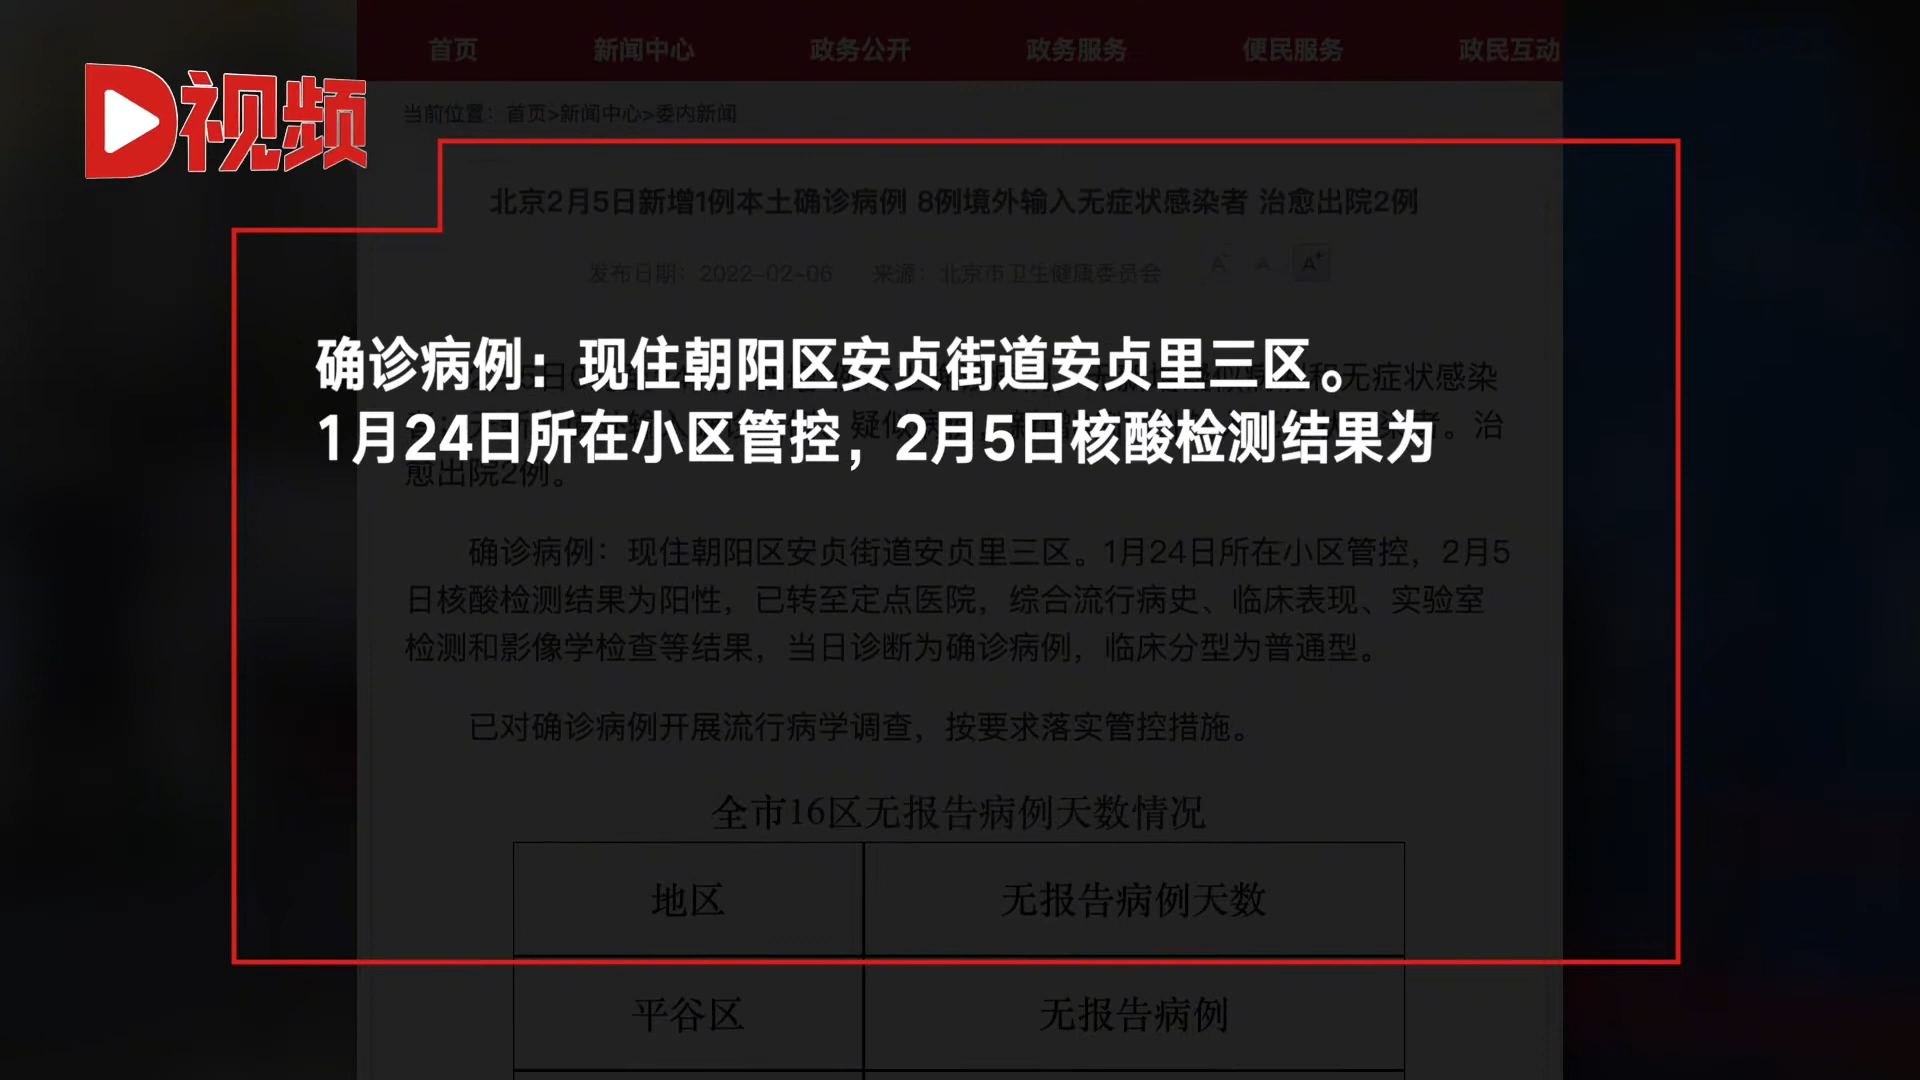 首页 新闻中心 政务公开 政务服务 便民服务 政民互动
视频
当前位置：首页>新闻中心>委内新闻
北京2月5日新增1例本土确诊病例 8例境外输入无症状感染者 治愈出院2例
发布日期：2022-02-06 来源：北京市卫生健康委员会 A⁻ A A⁺
确诊病例：现住朝阳区安贞街道安贞里三区。
和无症状感染
1月24日所在小区管控，2月5日核酸检测结果为
治
愈出院2例。
确诊病例：现住朝阳区安贞街道安贞里三区。1月24日所在小区管控，2月5
日核酸检测结果为阳性，已转至定点医院，综合流行病史、临床表现、实验室
检测和影像学检查等结果，当日诊断为确诊病例，临床分型为普通型。
已对确诊病例开展流行病学调查，按要求落实管控措施。
全市16区无报告病例天数情况
地区 无报告病例天数
平谷区 无报告病例